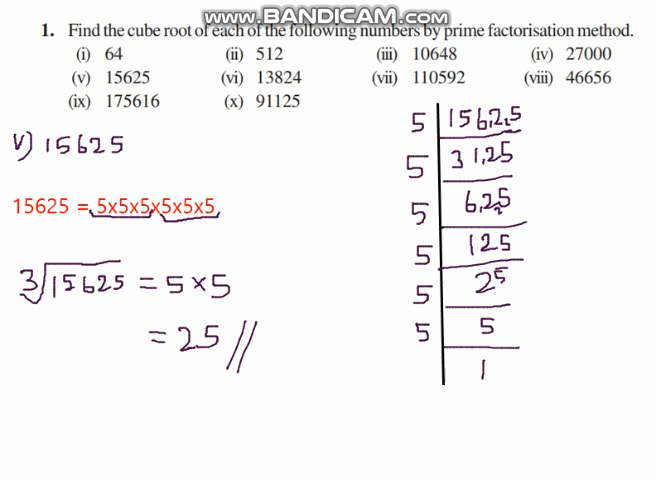 WWW.BANDICAM.COM
1. Find the cube root of each of the following numbers by prime factorisation method.
(i) 64 (ii) 512 (iii) 10648 (iv) 27000
(v) 15625 (vi) 13824 (vii) 110592 (viii) 46656
(ix) 175616 (x) 91125
V) 15625
15625 = 5x5x5x5x5x5
3√15625 = 5 × 5
= 25 //
5 | 15625
5 | 3125
5 | 625
5 | 125
5 | 25
5 | 5
1